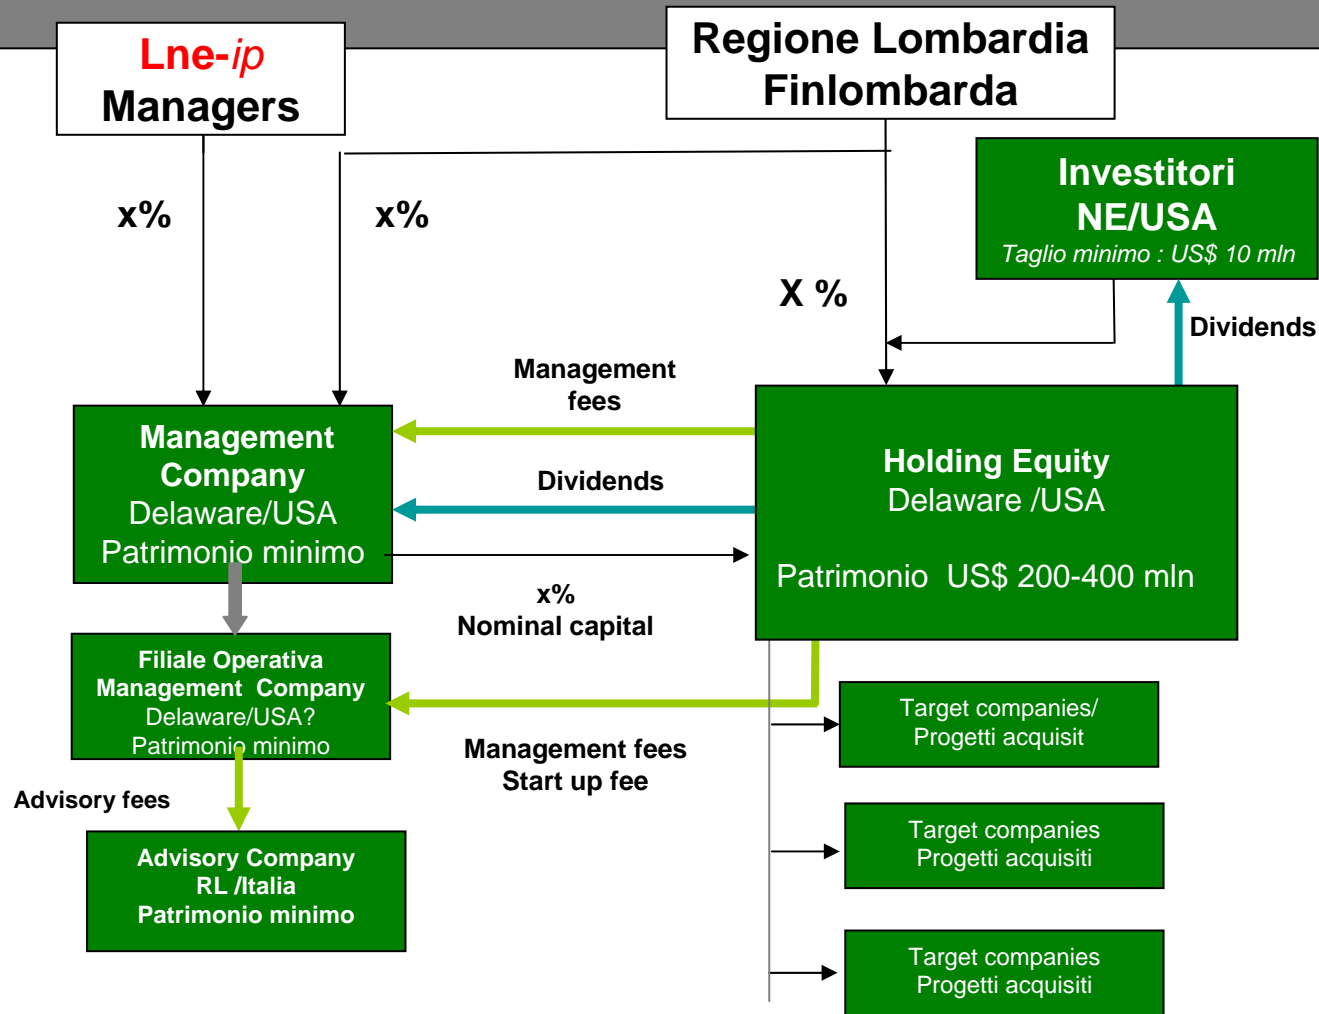 Lne-ip
Managers
Regione Lombardia
Finlombarda
Investitori
NE/USA
Taglio minimo : US$ 10 mln
x%
x%
X %
Dividends
Management
fees
Management
Company
Delaware/USA
Patrimonio minimo
Dividends
Holding Equity
Delaware /USA
Patrimonio US$ 200-400 mln
x%
Nominal capital
Filiale Operativa
Management Company
Delaware/USA?
Patrimonio minimo
Management fees
Start up fee
Target companies/
Progetti acquisit
Advisory fees
Advisory Company
RL /Italia
Patrimonio minimo
Target companies
Progetti acquisiti
Target companies
Progetti acquisiti